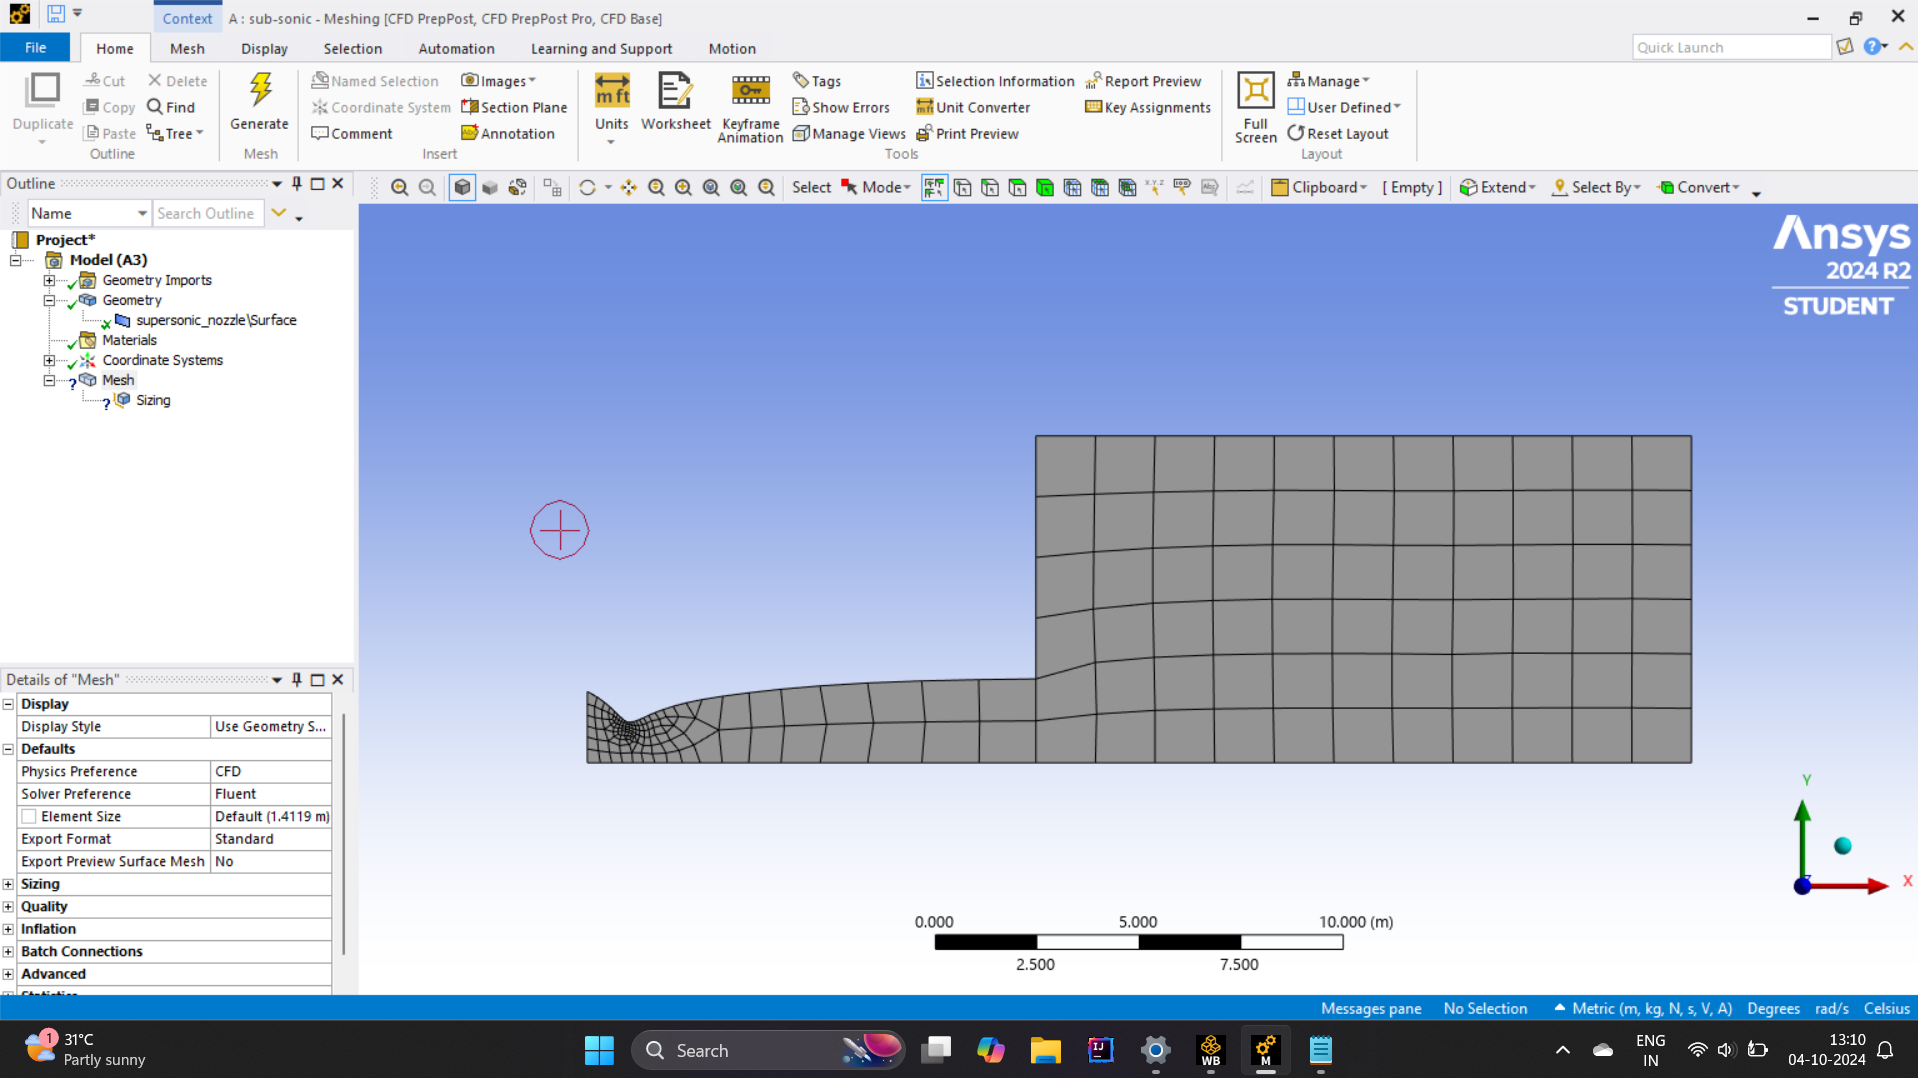 Context
A : sub-sonic - Meshing [CFD PrepPost, CFD PrepPost Pro, CFD Base]
File
Home
Mesh
Display
Selection
Automation
Learning and Support
Motion
Quick Launch
Duplicate
Cut
Copy
Paste
Delete
Find
Tree
Outline
Generate
Mesh
Named Selection
Coordinate System
Comment
Images
Section Plane
Annotation
Insert
Units
Worksheet
Keyframe
Animation
Tags
Show Errors
Manage Views
Selection Information
Unit Converter
Print Preview
Report Preview
Key Assignments
Tools
Full
Screen
Manage
User Defined
Reset Layout
Layout
Outline
Name
Search Outline
Select
Mode
Clipboard
[ Empty ]
Extend
Select By
Convert
Project*
Model (A3)
Geometry Imports
Geometry
supersonic_nozzle\Surface
Materials
Coordinate Systems
Mesh
Sizing
Ansys
2024 R2
STUDENT
Details of "Mesh"
Display
Display Style Use Geometry S...
Defaults
Physics Preference CFD
Solver Preference Fluent
Element Size Default (1.4119 m)
Export Format Standard
Export Preview Surface Mesh No
Sizing
Quality
Inflation
Batch Connections
Advanced
Statistics
Y
X
0.000 5.000 10.000 (m)
2.500 7.500
Messages pane
No Selection
Metric (m, kg, N, s, V, A)
Degrees
rad/s
Celsius
1
31°C
Partly sunny
Search
IJ
WB
M
ENG
IN
13:10
04-10-2024